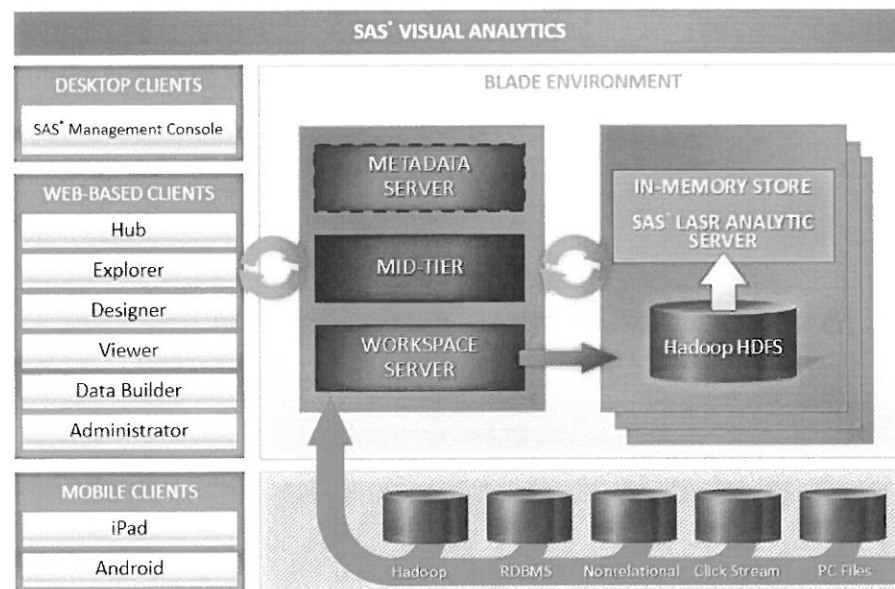 SAS® VISUAL ANALYTICS
DESKTOP CLIENTS
SAS® Management Console
WEB-BASED CLIENTS
Hub
Explorer
Designer
Viewer
Data Builder
Administrator
MOBILE CLIENTS
iPad
Android
BLADE ENVIRONMENT
METADATA
SERVER
MID-TIER
WORKSPACE
SERVER
IN-MEMORY STORE
SAS® LASR ANALYTIC
SERVER
Hadoop HDFS
Hadoop
RDBMS
Nonrelational
Click Stream
PC Files